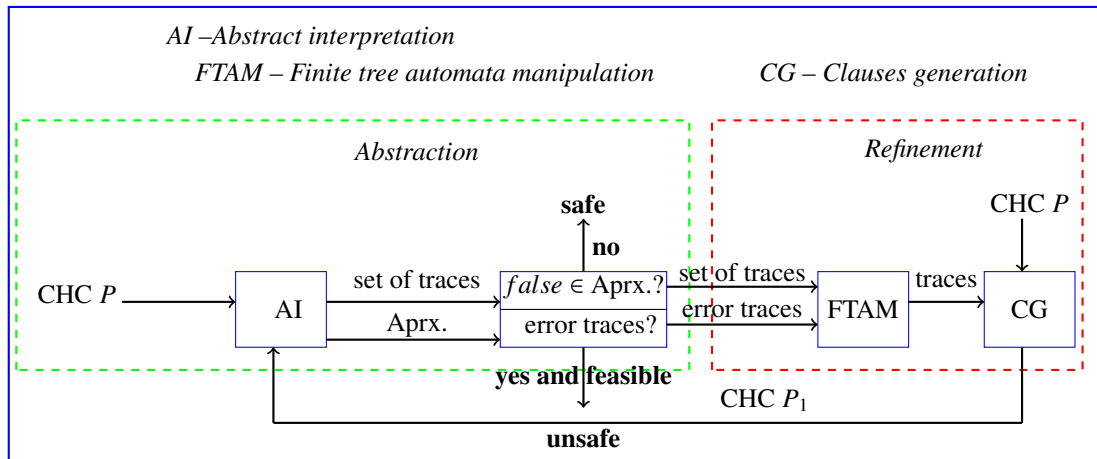 AI –Abstract interpretation
FTAM – Finite tree automata manipulation
CG – Clauses generation
Abstraction
Refinement
safe
no
CHC P
CHC P
AI
set of traces
Aprx.
false ∈ Aprx.?
error traces?
set of traces
error traces
FTAM
traces
CG
yes and feasible
CHC P₁
unsafe